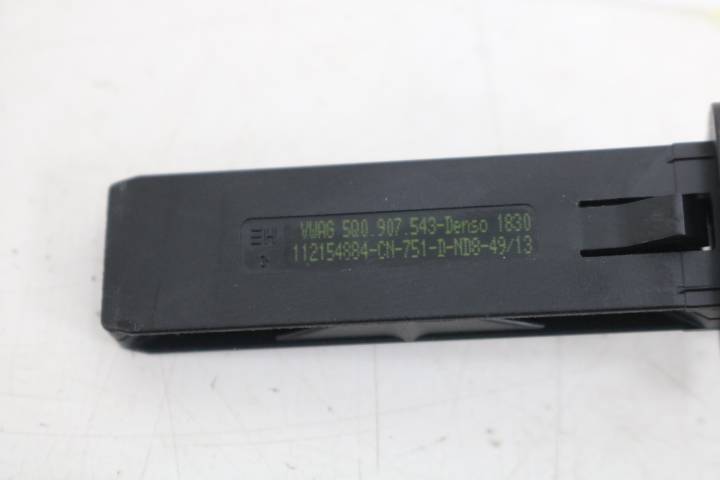 VWAG 5Q0.907.543-Denso 1830
112154884-CN-751-D-ND8-49/13